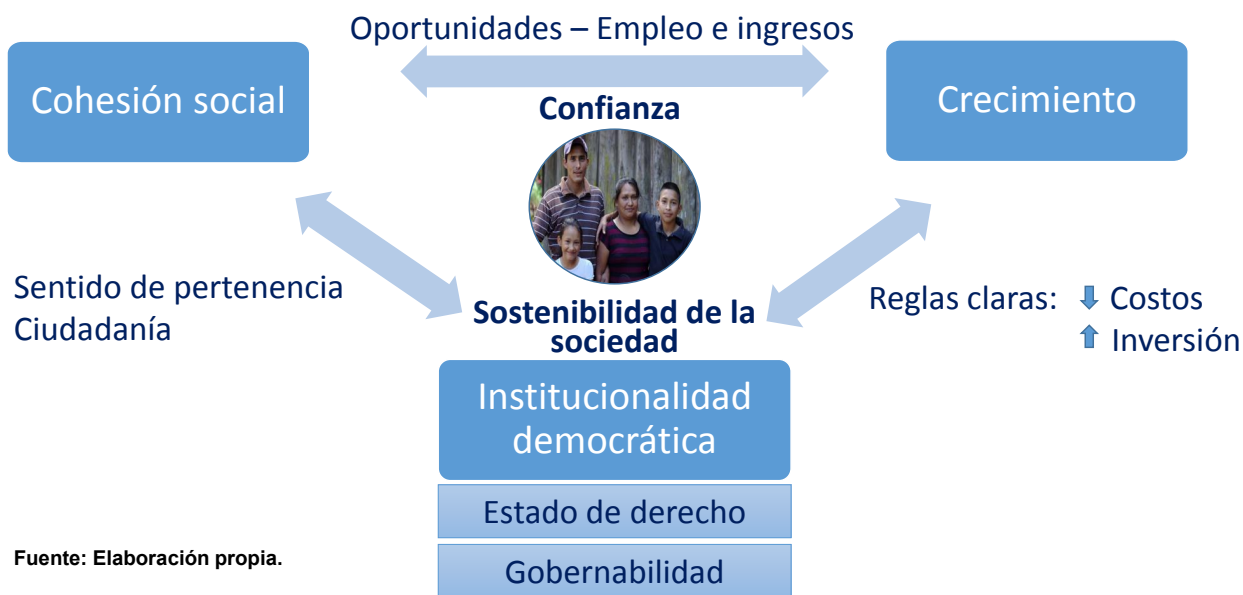 Oportunidades – Empleo e ingresos
Cohesión social
Crecimiento
Confianza
Sentido de pertenencia
Ciudadanía
Sostenibilidad de la
sociedad
Reglas claras: ⬇ Costos
⬆ Inversión
Institucionalidad
democrática
Estado de derecho
Gobernabilidad
Fuente: Elaboración propia.